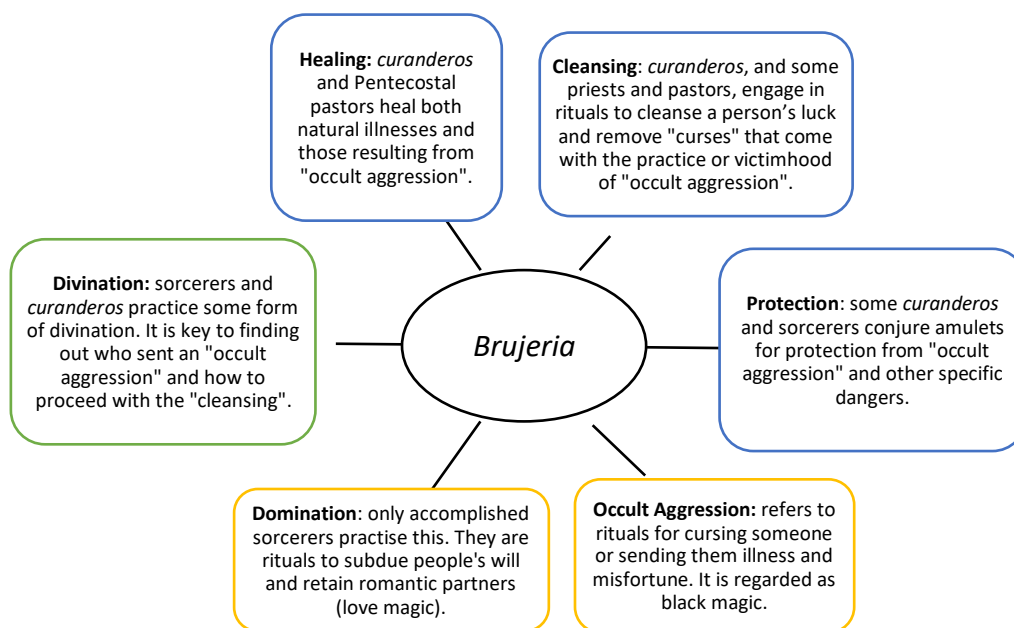 Healing: curanderos
and Pentecostal
pastors heal both
natural illnesses and
those resulting from
"occult aggression".
Cleansing: curanderos, and some
priests and pastors, engage in
rituals to cleanse a person's luck
and remove "curses" that come
with the practice or victimhood
of "occult aggression".
Divination: sorcerers and
curanderos practice some form
of divination. It is key to finding
out who sent an "occult
aggression" and how to
proceed with the "cleansing".
Brujeria
Protection: some curanderos
and sorcerers conjure amulets
for protection from "occult
aggression" and other specific
dangers.
Domination: only accomplished
sorcerers practise this. They are
rituals to subdue people's will
and retain romantic partners
(love magic).
Occult Aggression: refers to
rituals for cursing someone
or sending them illness and
misfortune. It is regarded as
black magic.